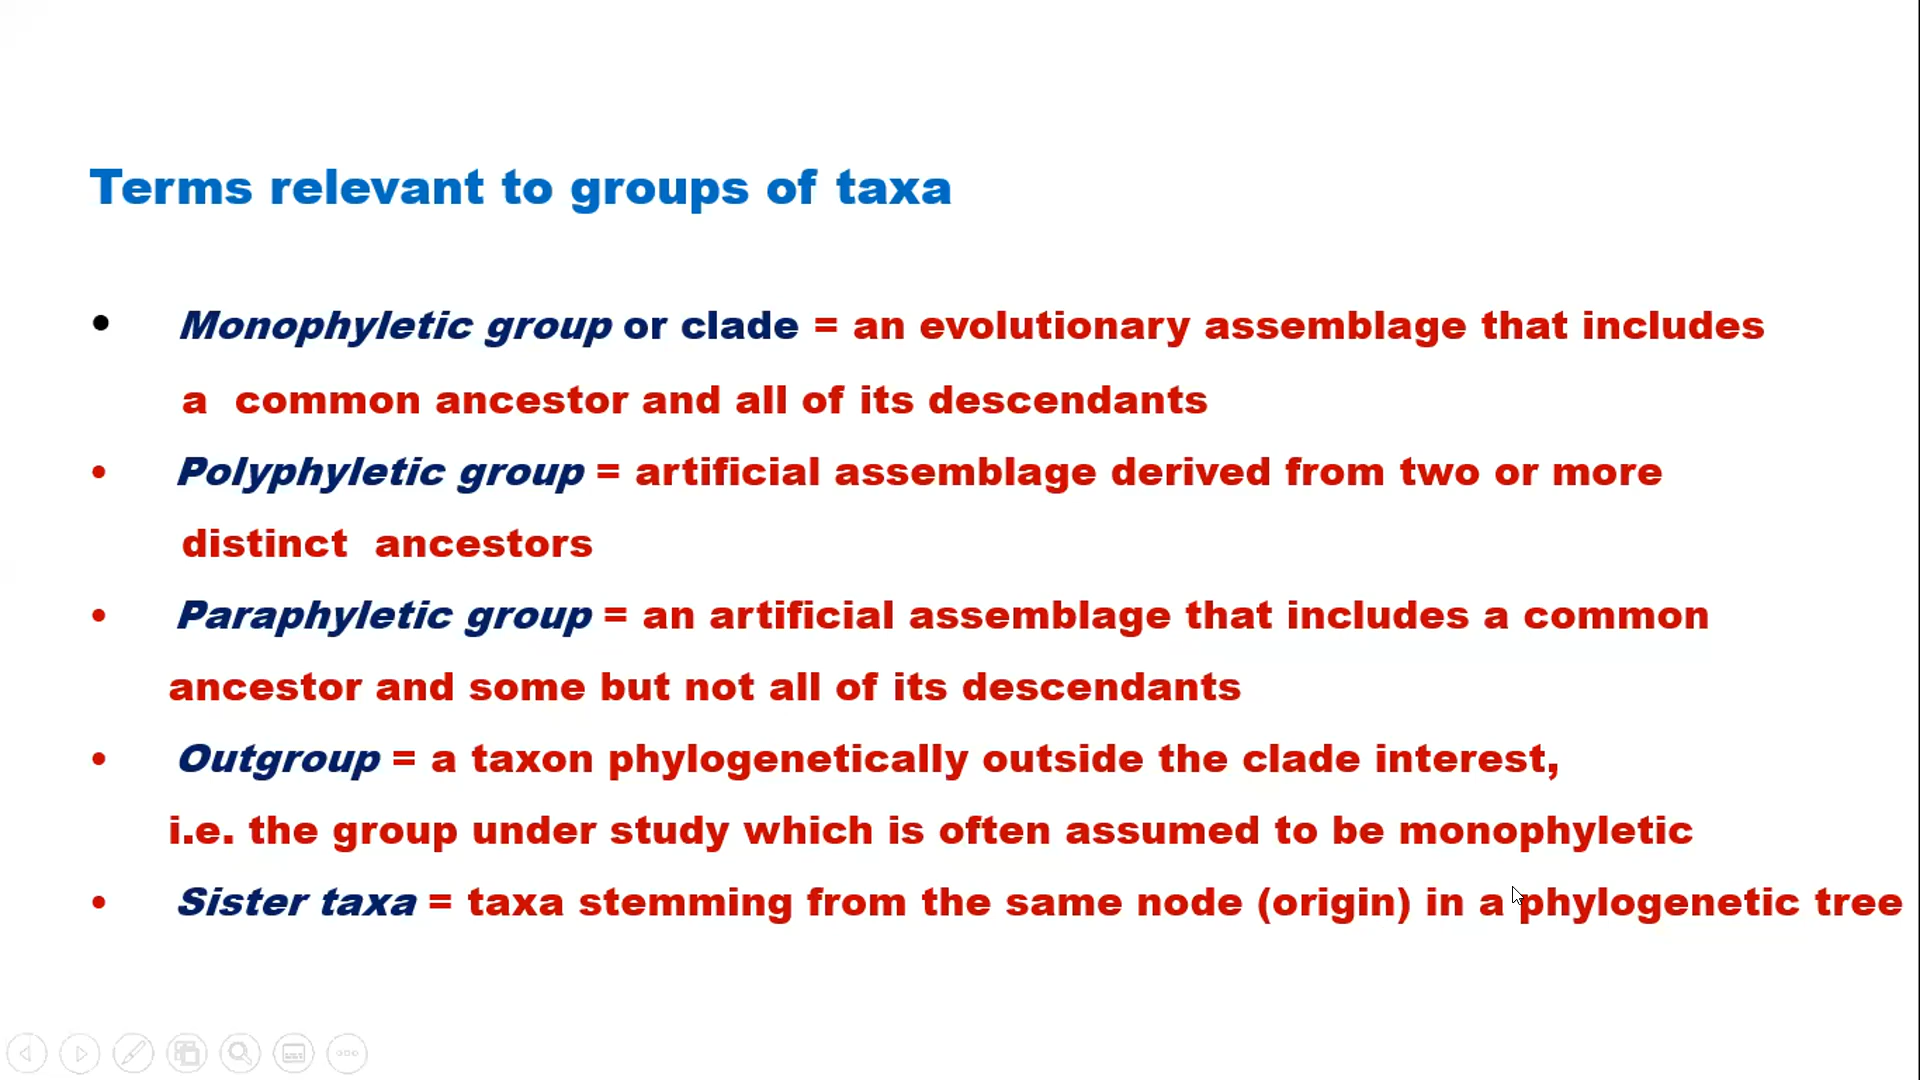 Terms relevant to groups of taxa
• Monophyletic group or clade = an evolutionary assemblage that includes
a common ancestor and all of its descendants
• Polyphyletic group = artificial assemblage derived from two or more
distinct ancestors
• Paraphyletic group = an artificial assemblage that includes a common
ancestor and some but not all of its descendants
• Outgroup = a taxon phylogenetically outside the clade interest,
i.e. the group under study which is often assumed to be monophyletic
• Sister taxa = taxa stemming from the same node (origin) in a phylogenetic tree